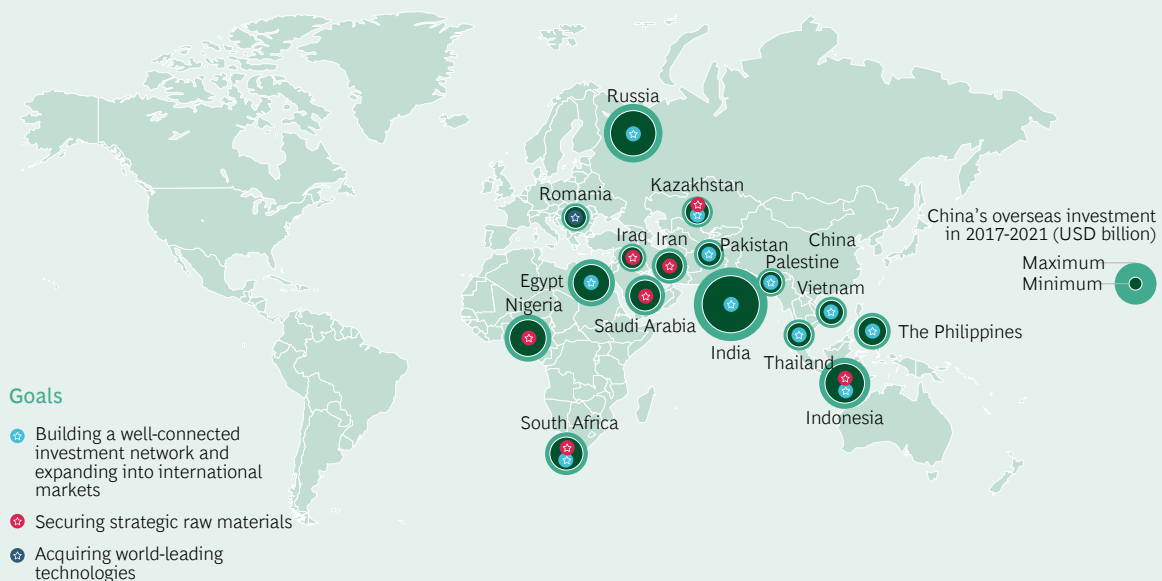 Russia
Romania
Kazakhstan
China's overseas investment
in 2017-2021 (USD billion)
Maximum
Minimum
Iraq
Iran
Pakistan
China
Palestine
Egypt
Nigeria
Vietnam
Saudi Arabia
The Philippines
India
Thailand
Indonesia
South Africa
Goals
Building a well-connected
investment network and
expanding into international
markets
Securing strategic raw materials
Acquiring world-leading
technologies